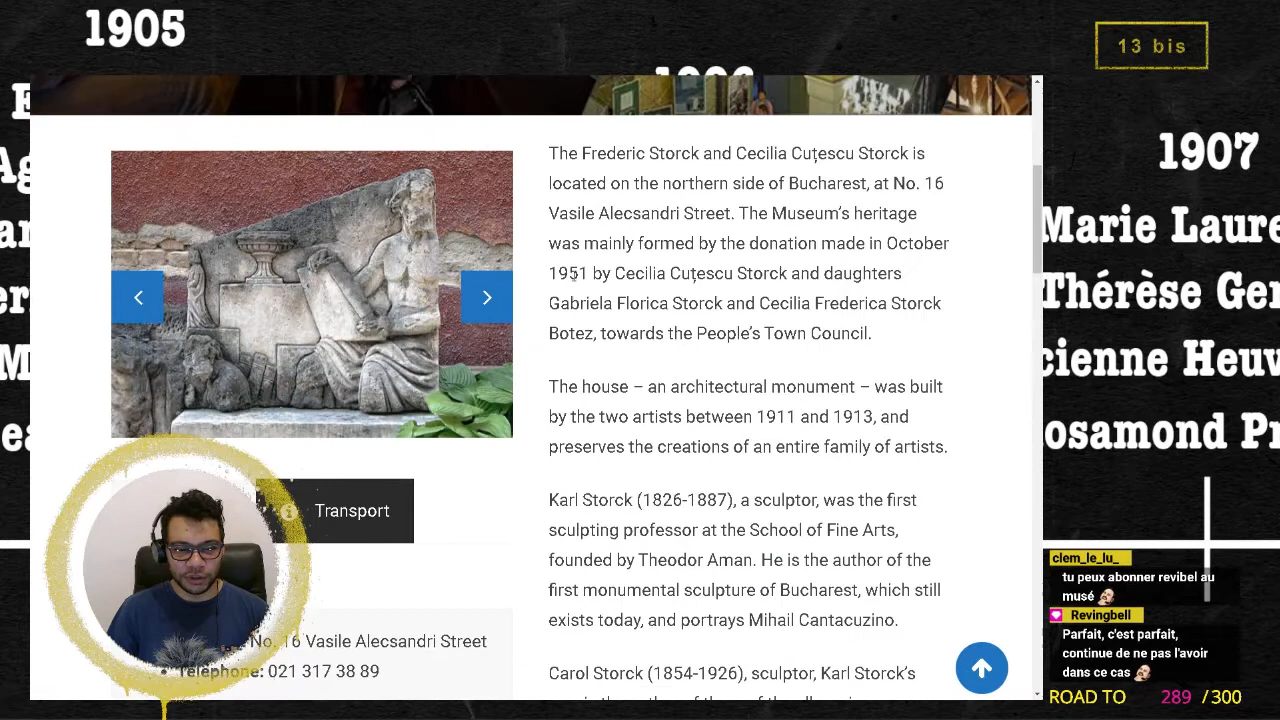 1905
13 bis
1907
Marie Laure
Thérèse Ger
cienne Heuv
osamond Pr
The Frederic Storck and Cecilia Cuțescu Storck is
located on the northern side of Bucharest, at No. 16
Vasile Alecsandri Street. The Museum's heritage
was mainly formed by the donation made in October
1951 by Cecilia Cuțescu Storck and daughters
Gabriela Florica Storck and Cecilia Frederica Storck
Botez, towards the People's Town Council.
The house – an architectural monument – was built
by the two artists between 1911 and 1913, and
preserves the creations of an entire family of artists.
Karl Storck (1826-1887), a sculptor, was the first
sculpting professor at the School of Fine Arts,
founded by Theodor Aman. He is the author of the
first monumental sculpture of Bucharest, which still
exists today, and portrays Mihail Cantacuzino.
Carol Storck (1854-1926), sculptor, Karl Storck's
Transport
No. 16 Vasile Alecsandri Street
Telephone: 021 317 38 89
clem_le_lu_
tu peux abonner revibel au
musé
Revingbell
Parfait, c'est parfait,
continue de ne pas l'avoir
dans ce cas
ROAD TO 289 / 300